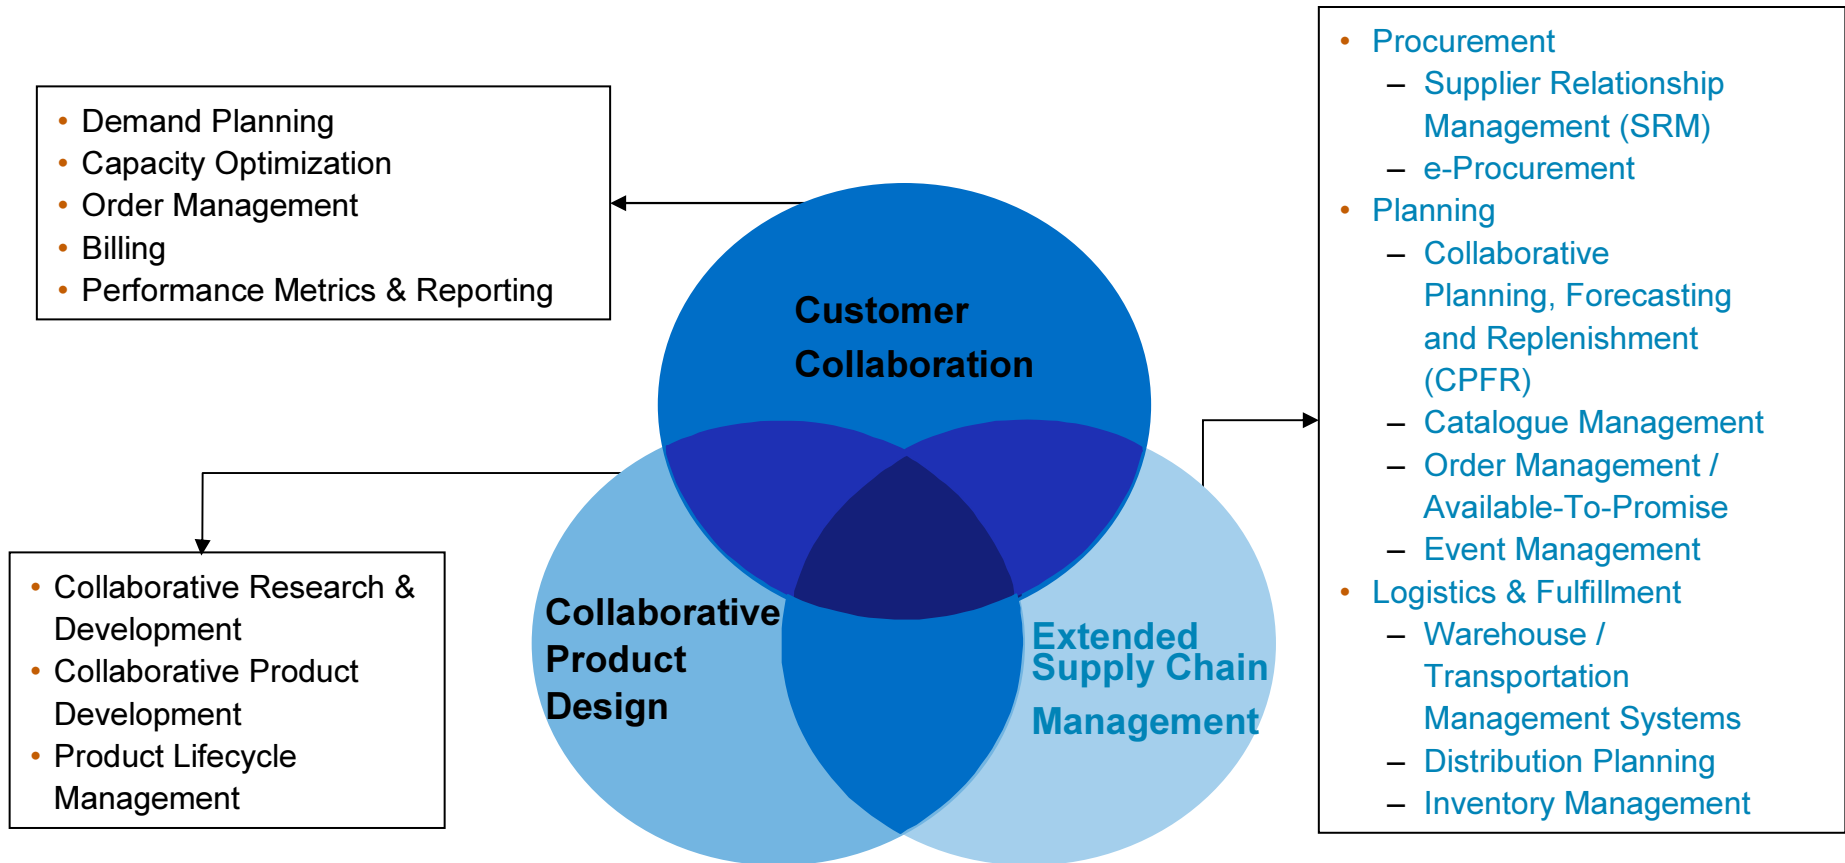 • Demand Planning
• Capacity Optimization
• Order Management
• Billing
• Performance Metrics & Reporting
Customer
Collaboration
• Collaborative Research &
Development
• Collaborative Product
Development
• Product Lifecycle
Management
Collaborative
Product
Design
Extended
Supply Chain
Management
• Procurement
– Supplier Relationship
Management (SRM)
– e-Procurement
• Planning
– Collaborative
Planning, Forecasting
and Replenishment
(CPFR)
– Catalogue Management
– Order Management /
Available-To-Promise
– Event Management
• Logistics & Fulfillment
– Warehouse /
Transportation
Management Systems
– Distribution Planning
– Inventory Management